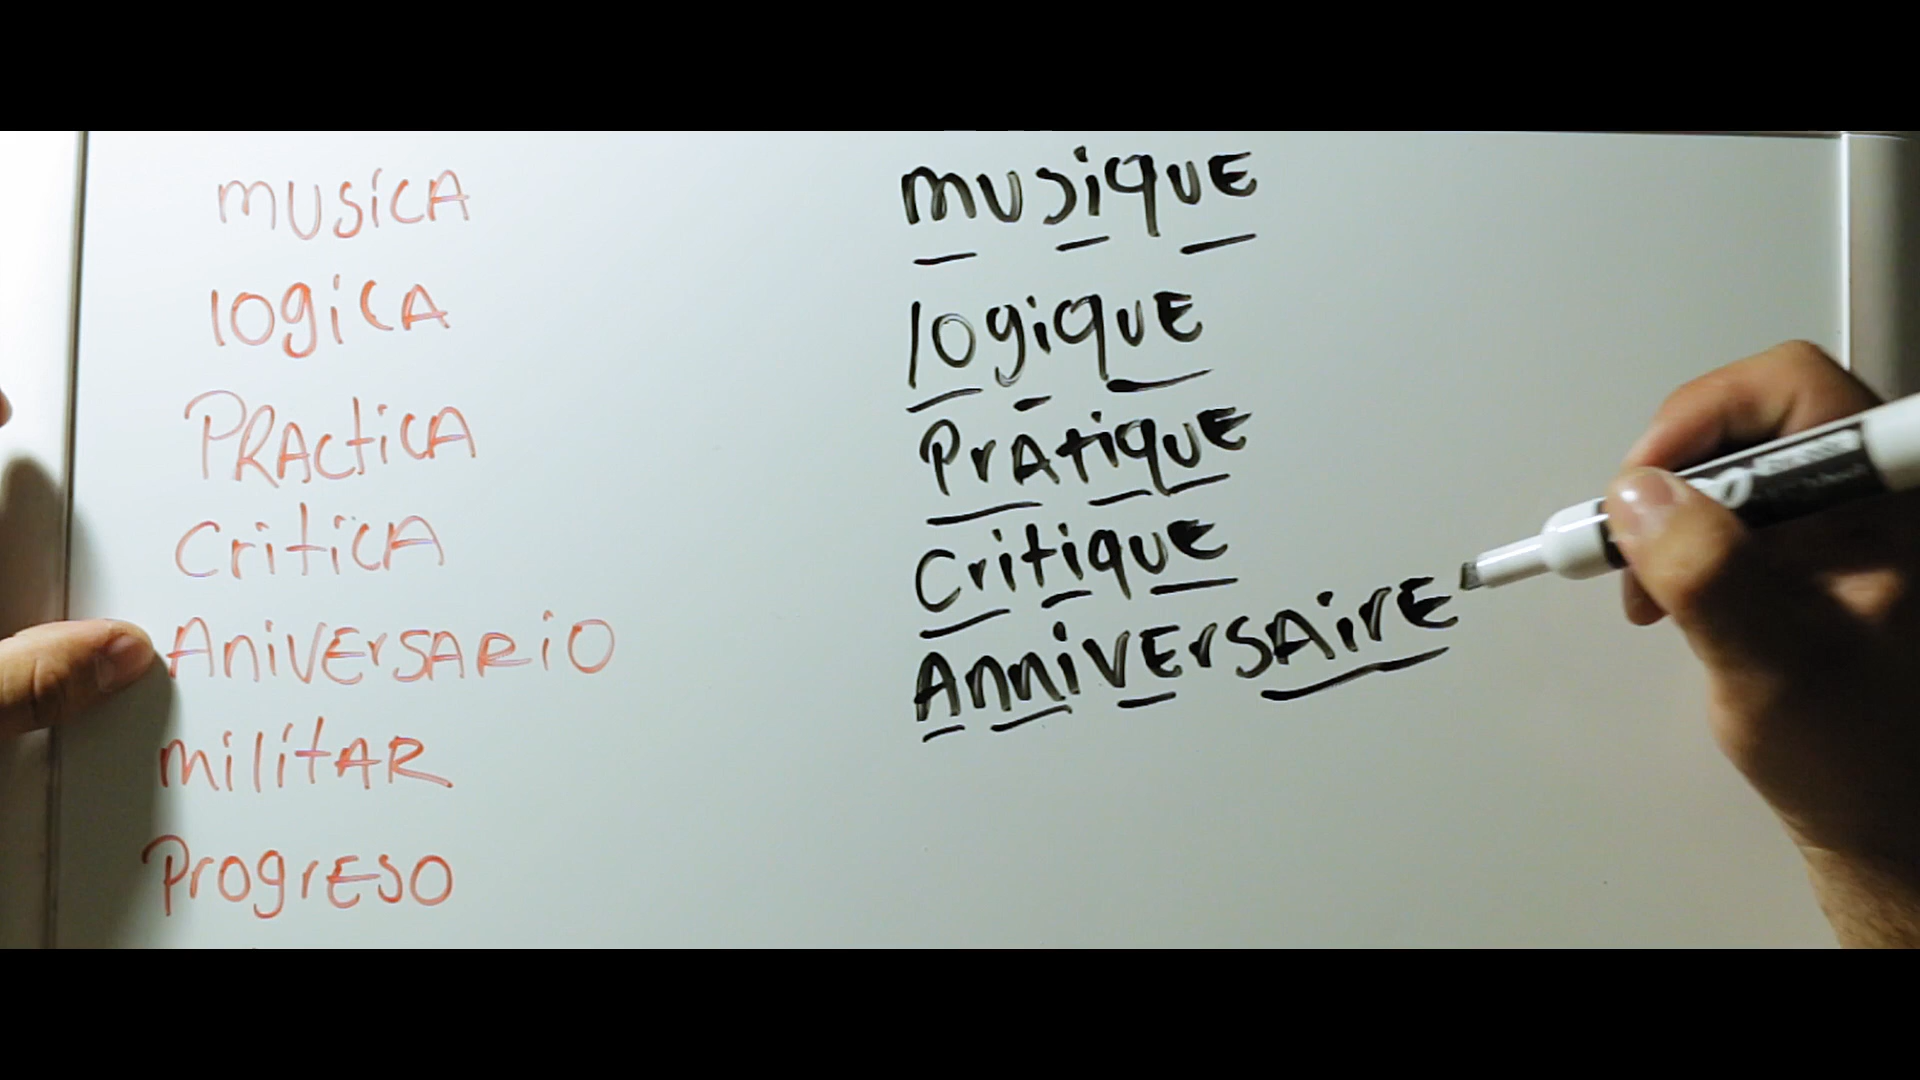 musica
logica
Practica
Critica
Aniversario
militar
Progreso
musique
logique
Pratique
Critique
Anniversaire